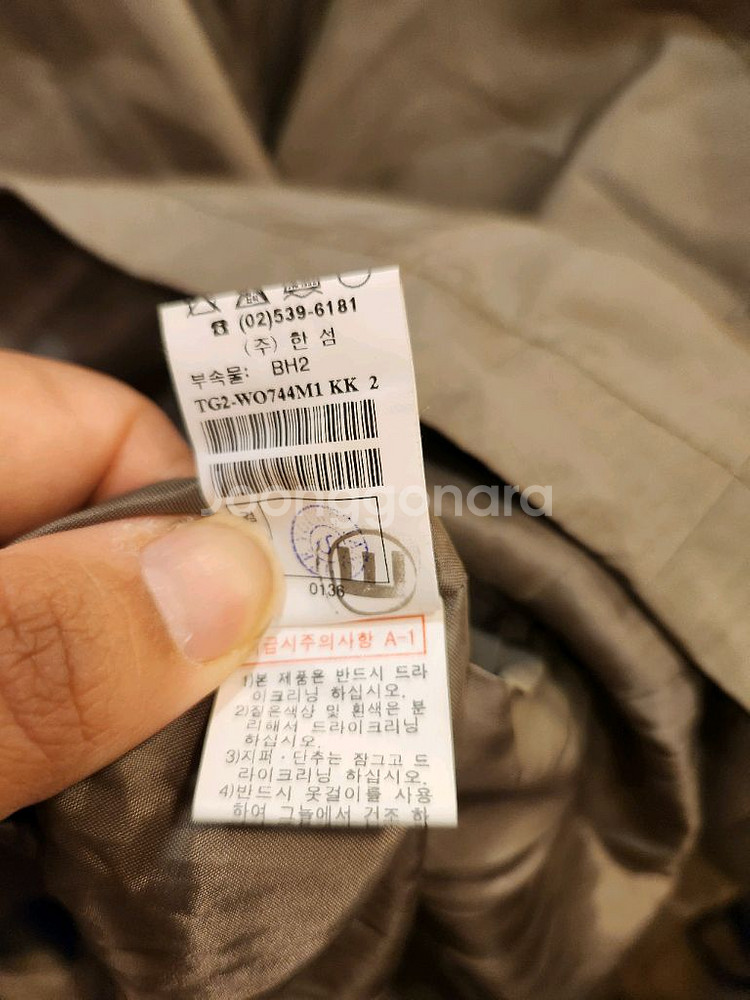 ☎ (02)539-6181
(주) 한 섬
부속물: BH2
TG2-WO744M1 KK 2
joonggonara
0136
급시주의사항 A-1
1)본 제품은 반드시 드라
이크리닝 하십시오.
2)짙은색상 및 흰색은 분
리해서 드라이크리닝
하십시오.
3)지퍼·단추는 잠그고 드
라이크리닝 하십시오.
4)반드시 옷걸이를 사용
하여 그늘에서 건조 하